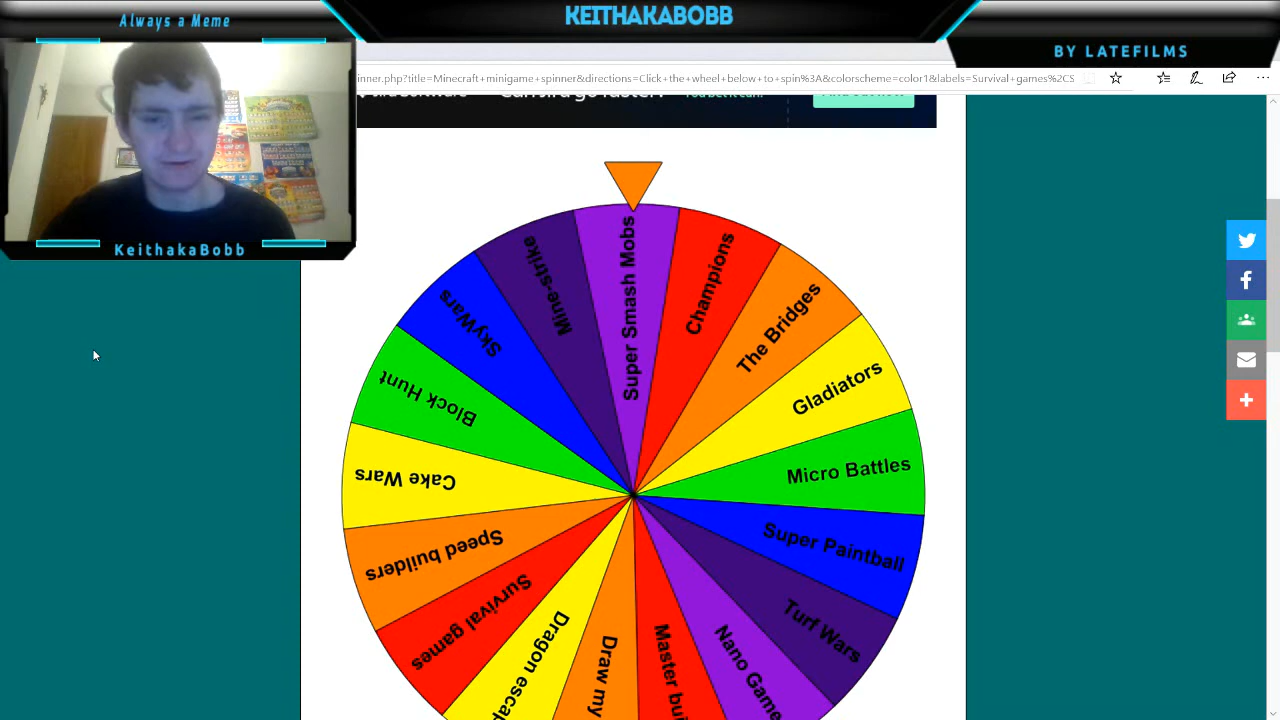 Always a Meme
KEITHAKABOBB
BY LATEFILMS
inner.php?title=Minecraft+minigame+spinner&directions=Click+the+wheel+below+to+spin%3A&colorscheme=color1&labels=Survival+games%2CS
KeithakaBobb
Super Smash Mobs
Champions
The Bridges
Gladiators
Micro Battles
Super Paintball
Turf Wars
Nano Game
Master bui
Draw my
Dragon escap
Survival games
Speed builders
Cake Wars
Block Hunt
SkyWars
Mine-strike